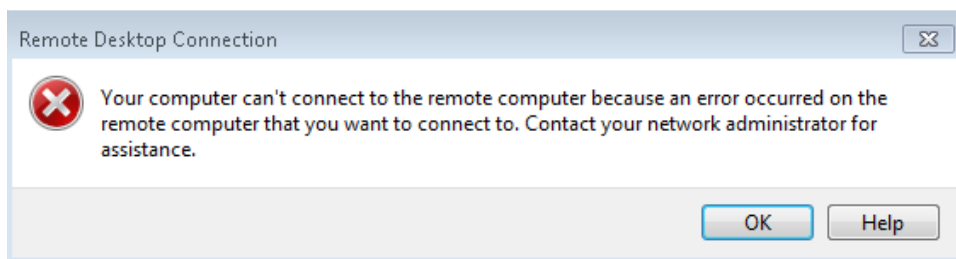 Remote Desktop Connection
Your computer can't connect to the remote computer because an error occurred on the
remote computer that you want to connect to. Contact your network administrator for
assistance.
OK
Help